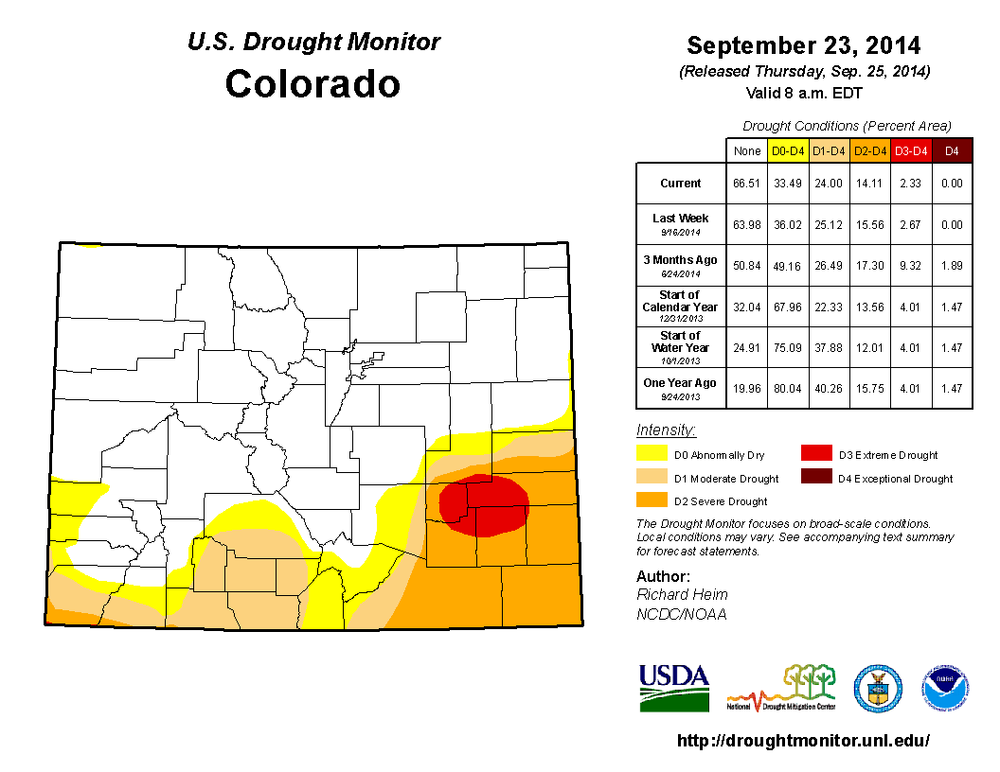 U.S. Drought Monitor
Colorado
September 23, 2014
(Released Thursday, Sep. 25, 2014)
Valid 8 a.m. EDT
Drought Conditions (Percent Area)
None D0-D4 D1-D4 D2-D4 D3-D4 D4
Current 66.51 33.49 24.00 14.11 2.33 0.00
Last Week
9/16/2014
63.98 36.02 25.12 15.56 2.67 0.00
3 Months Ago
6/24/2014
50.84 49.16 26.49 17.30 9.32 1.89
Start of
Calendar Year
12/31/2013
32.04 67.96 22.33 13.56 4.01 1.47
Start of
Water Year
10/1/2013
24.91 75.09 37.88 12.01 4.01 1.47
One Year Ago
9/24/2013
19.96 80.04 40.26 15.75 4.01 1.47
Intensity:
D0 Abnormally Dry
D1 Moderate Drought
D2 Severe Drought
D3 Extreme Drought
D4 Exceptional Drought
The Drought Monitor focuses on broad-scale conditions.
Local conditions may vary. See accompanying text summary
for forecast statements.
Author:
Richard Heim
NCDC/NOAA
USDA
National Drought Mitigation Center
NOAA
http://droughtmonitor.unl.edu/